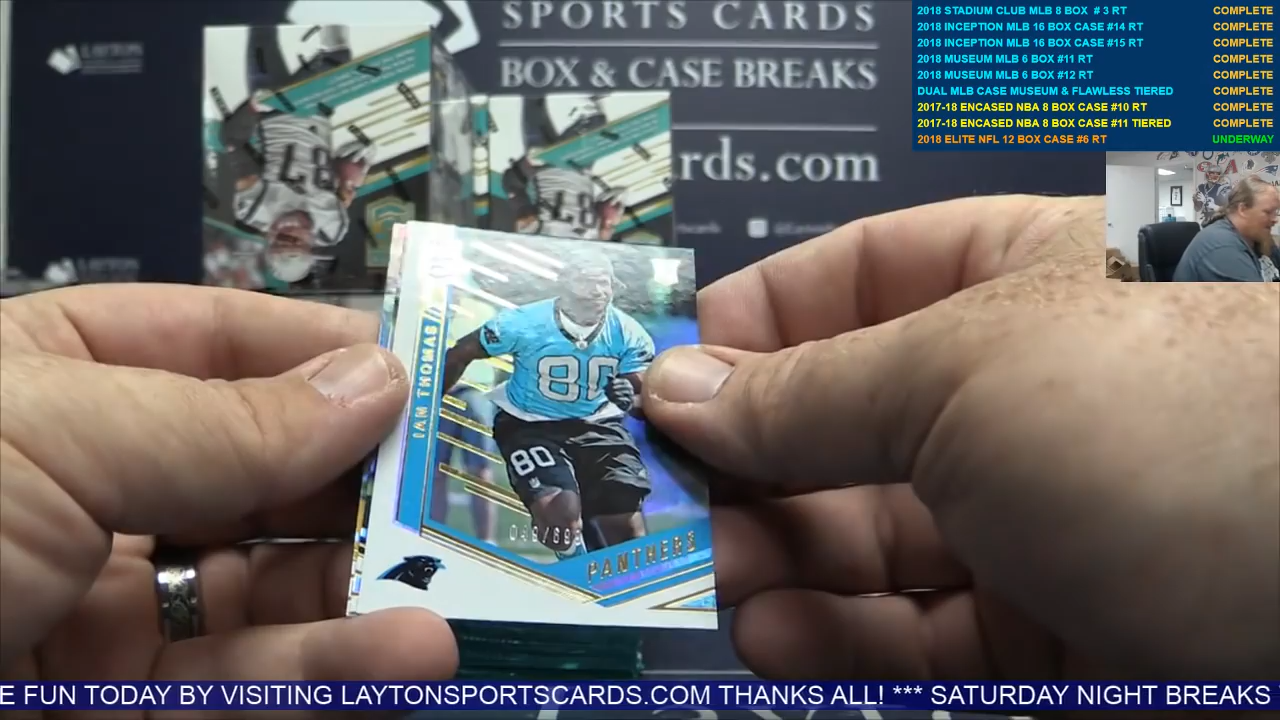 SPORTS CARDS
BOX & CASE BREAKS
ards.com
LAYTON
87
87
2018 STADIUM CLUB MLB 8 BOX # 3 RT COMPLETE
2018 INCEPTION MLB 16 BOX CASE #14 RT COMPLETE
2018 INCEPTION MLB 16 BOX CASE #15 RT COMPLETE
2018 MUSEUM MLB 6 BOX #11 RT COMPLETE
2018 MUSEUM MLB 6 BOX #12 RT COMPLETE
DUAL MLB CASE MUSEUM & FLAWLESS TIERED COMPLETE
2017-18 ENCASED NBA 8 BOX CASE #10 RT COMPLETE
2017-18 ENCASED NBA 8 BOX CASE #11 TIERED COMPLETE
2018 ELITE NFL 12 BOX CASE #6 RT UNDERWAY
IAN THOMAS
80
80
PANTHERS
E FUN TODAY BY VISITING LAYTONSPORTSCARDS.COM THANKS ALL! *** SATURDAY NIGHT BREAKS